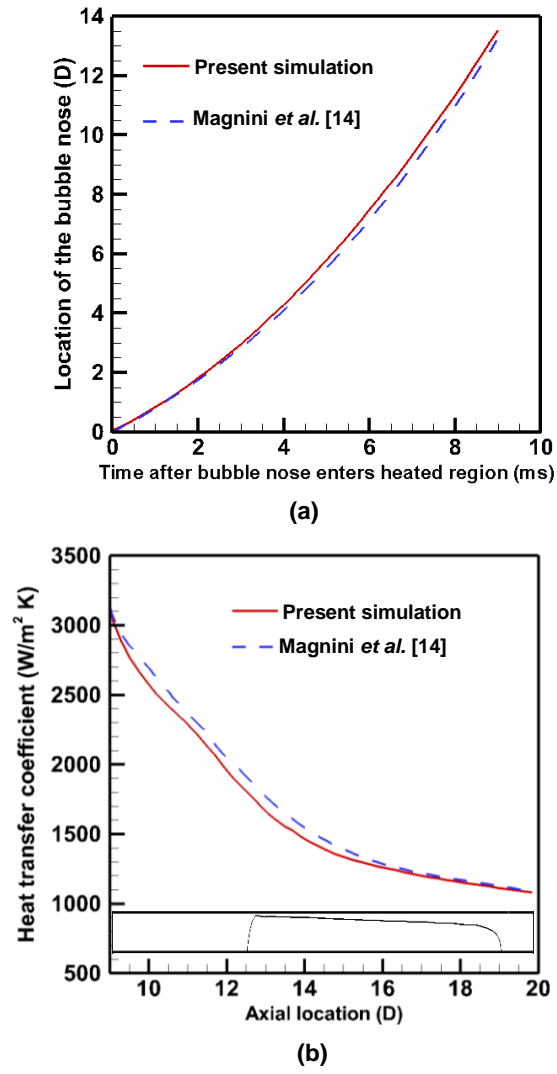 14
12
10
8
6
4
2
0
Location of the bubble nose (D)
Present simulation
Magnini et al. [14]
0 2 4 6 8 10
Time after bubble nose enters heated region (ms)
(a)
3500
3000
2500
2000
1500
1000
500
Heat transfer coefficient (W/m² K)
Present simulation
Magnini et al. [14]
10 12 14 16 18 20
Axial location (D)
(b)